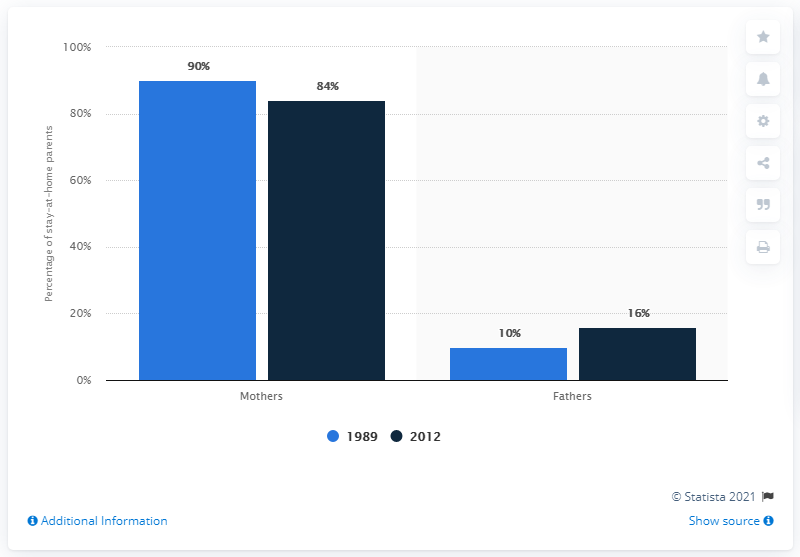 100%
80%
60%
40%
20%
0%
Percentage of stay-at-home parents
90%
84%
10%
16%
Mothers
Fathers
1989
2012
© Statista 2021
Additional Information
Show source